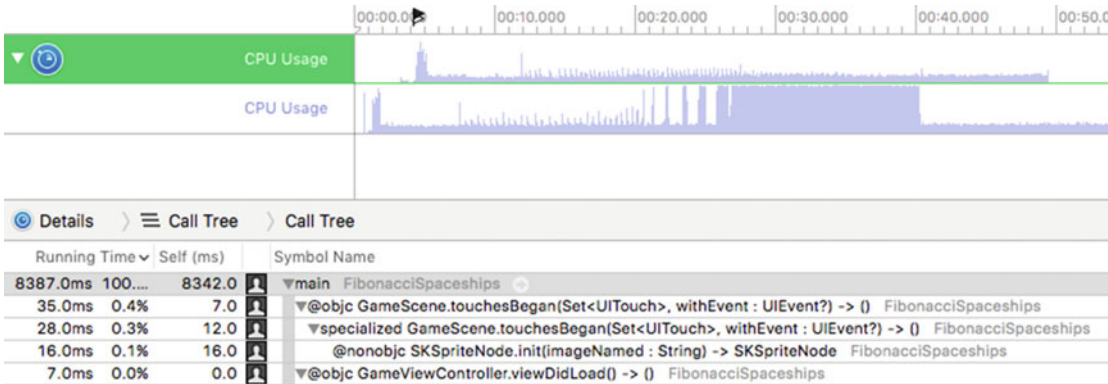 00:00.000 00:10.000 00:20.000 00:30.000 00:40.000 00:50.0
CPU Usage
CPU Usage
Details Call Tree Call Tree
Running Time Self (ms) Symbol Name
8387.0ms 100.... 8342.0 main FibonacciSpaceships
35.0ms 0.4% 7.0 @objc GameScene.touchesBegan(Set<UITouch>, withEvent : UIEvent?) -> () FibonacciSpaceships
28.0ms 0.3% 12.0 specialized GameScene.touchesBegan(Set<UITouch>, withEvent : UIEvent?) -> () FibonacciSpaceships
16.0ms 0.1% 16.0 @nonobjc SKSpriteNode.init(imageNamed : String) -> SKSpriteNode FibonacciSpaceships
7.0ms 0.0% 0.0 @objc GameViewController.viewDidLoad() -> () FibonacciSpaceships